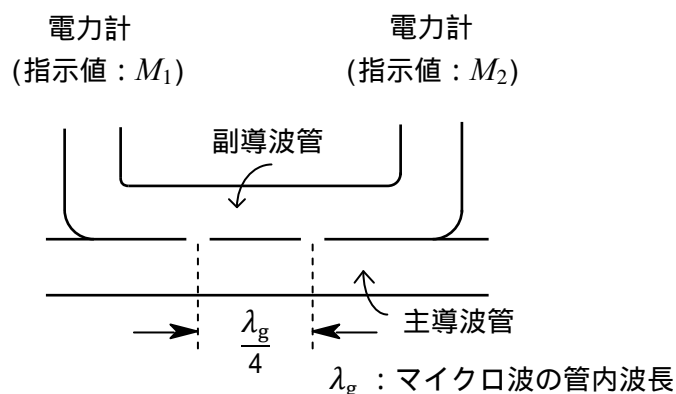 電力計
(指示値：M₁)
電力計
(指示値：M₂)
副導波管
λg/4
主導波管
λg ：マイクロ波の管内波長